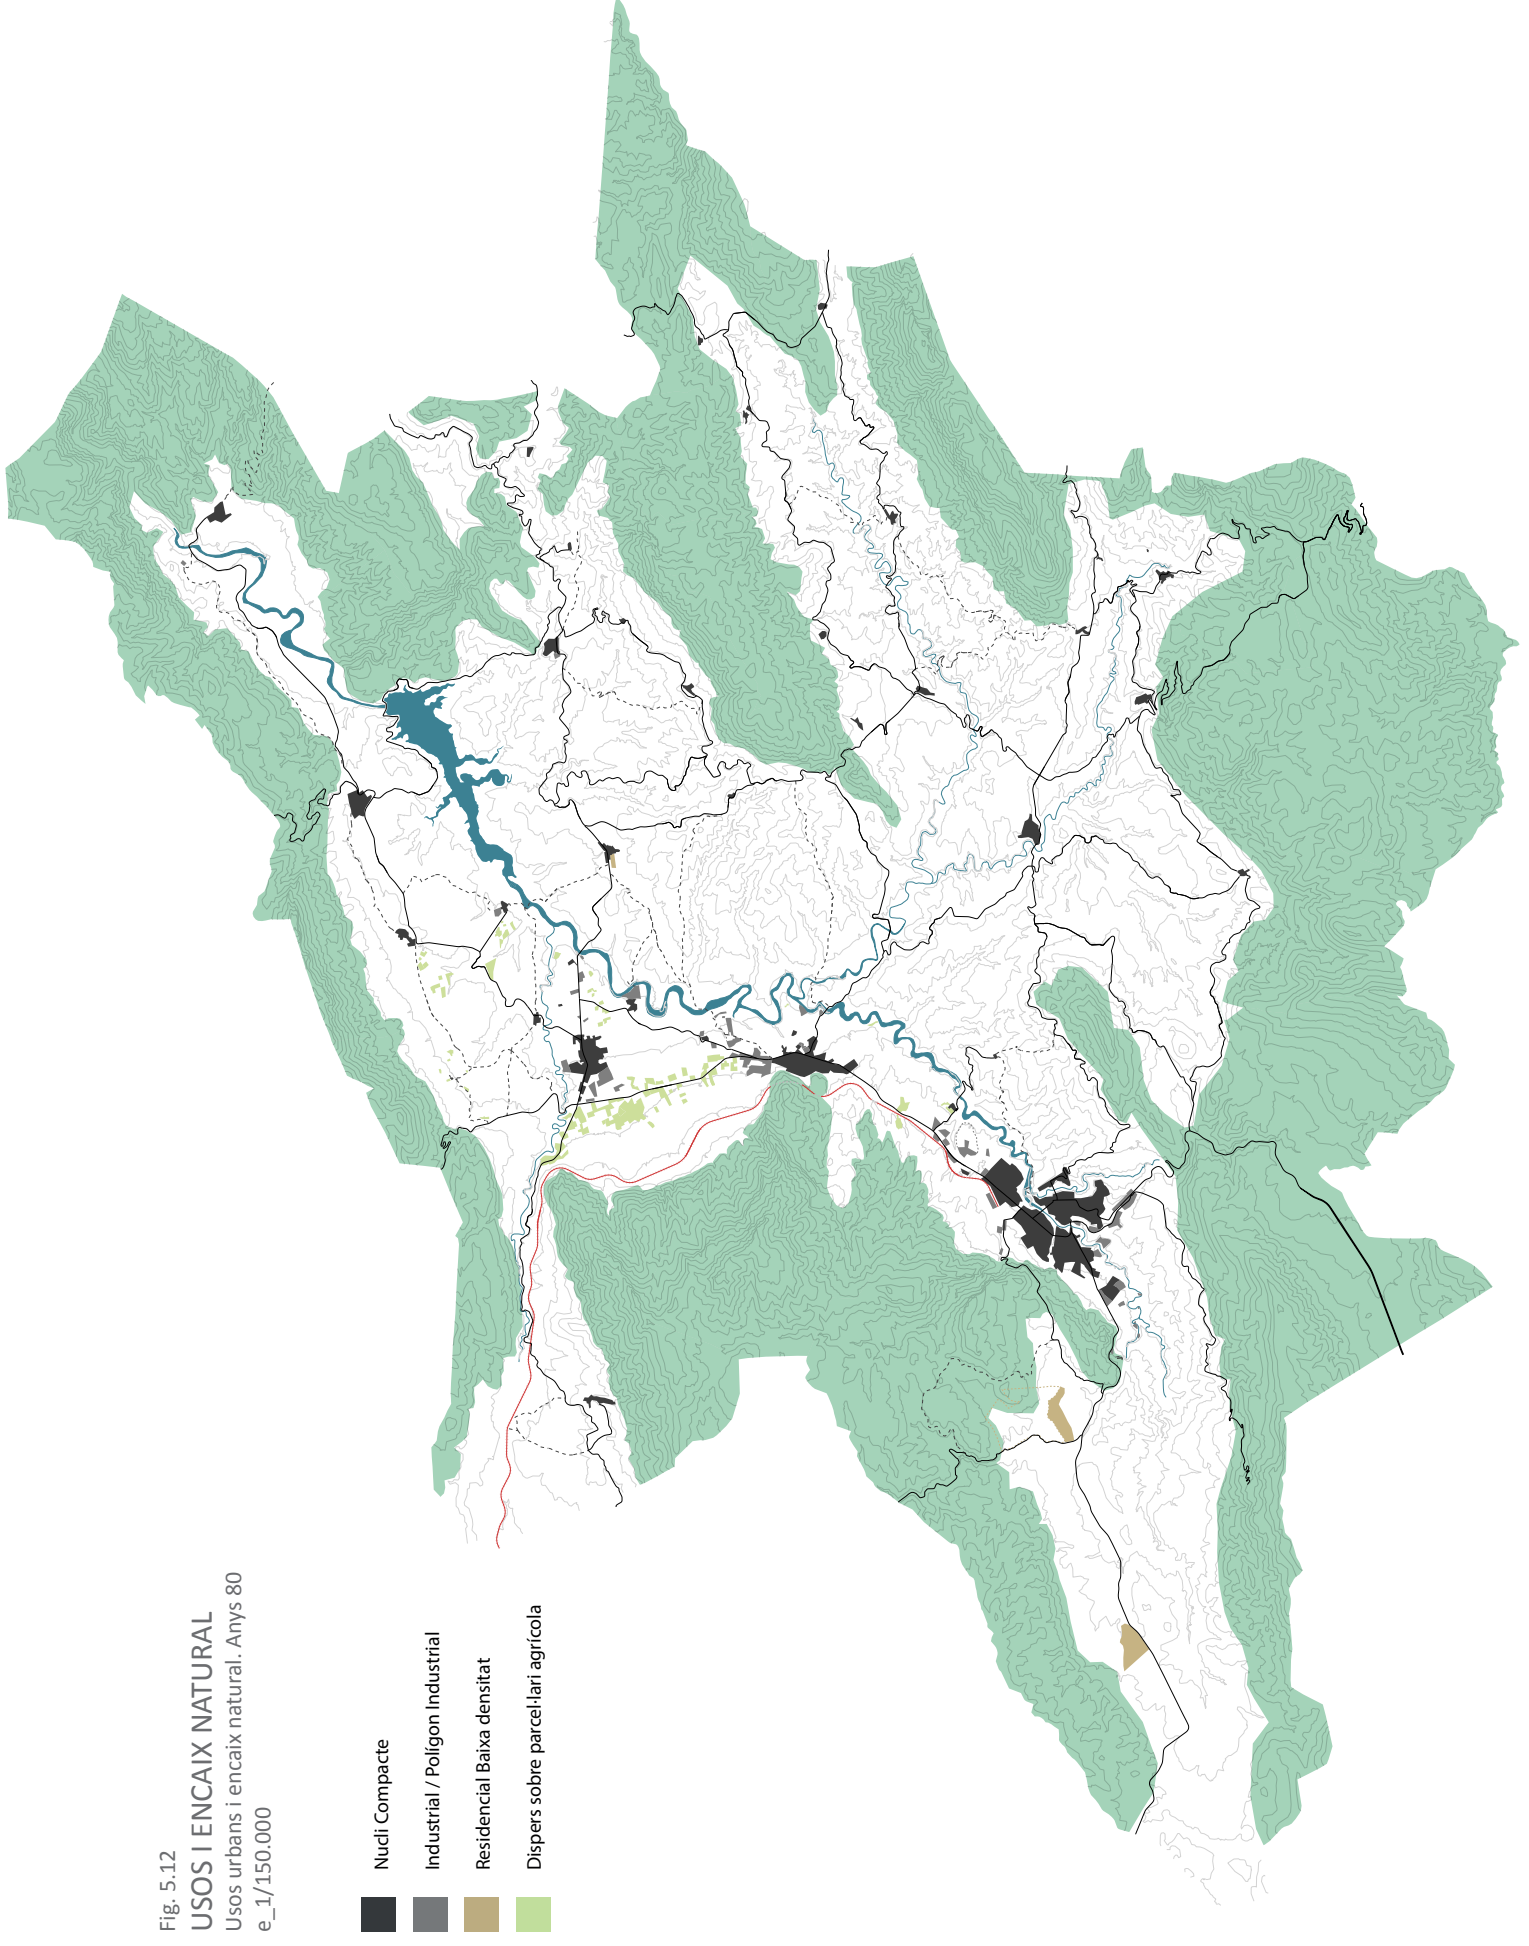 Fig. 5.12
USOS I ENCAIX NATURAL
Usos urbans i encaix natural. Anys 80
e_1/150.000
Nucli Compacte
Industrial / Polígon Industrial
Residencial Baixa densitat
Dispers sobre parcel·lari agrícola